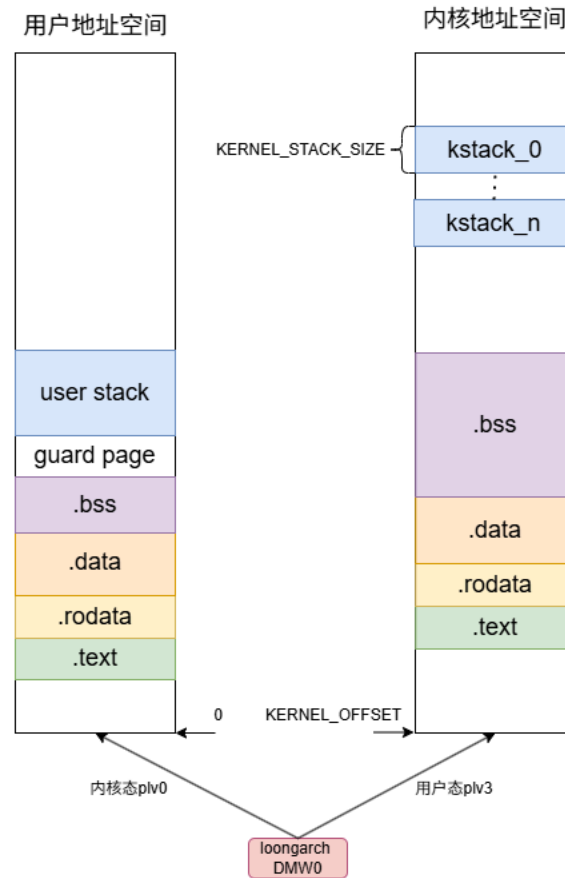 用户地址空间
内核地址空间
KERNEL_STACK_SIZE
kstack_0
kstack_n
user stack
guard page
.bss
.data
.rodata
.text
.bss
.data
.rodata
.text
0
KERNEL_OFFSET
内核态plv0
用户态plv3
loongarch
DMW0